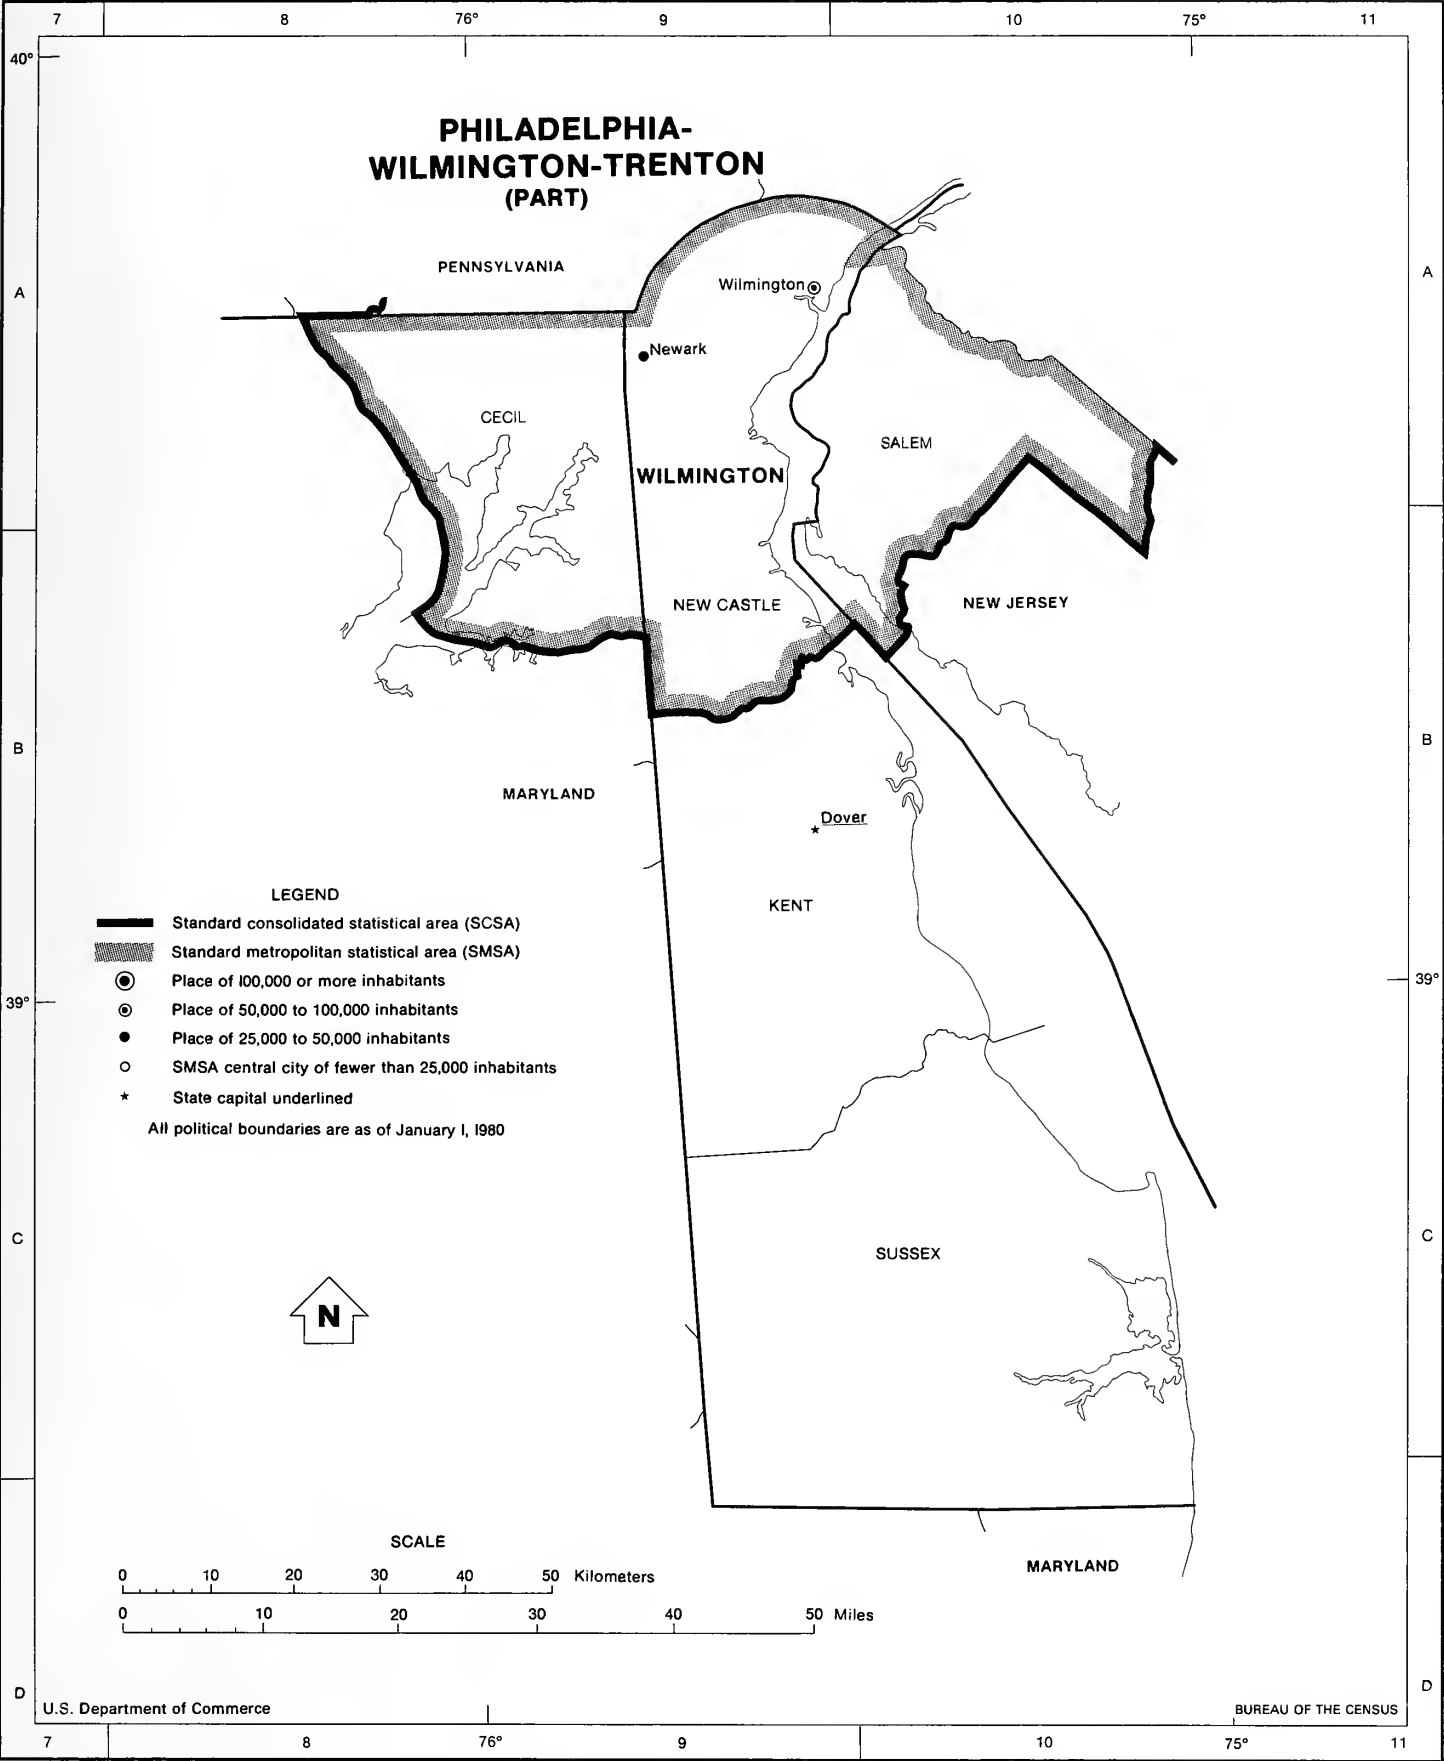 7 8 76° 9 10 75° 11
40°
PHILADELPHIA-
WILMINGTON-TRENTON
(PART)
PENNSYLVANIA
A
A
Wilmington
Newark
CECIL
SALEM
WILMINGTON
NEW CASTLE
NEW JERSEY
B
B
MARYLAND
Dover
KENT
LEGEND
Standard consolidated statistical area (SCSA)
Standard metropolitan statistical area (SMSA)
Place of 100,000 or more inhabitants
39°
39°
Place of 50,000 to 100,000 inhabitants
Place of 25,000 to 50,000 inhabitants
SMSA central city of fewer than 25,000 inhabitants
State capital underlined
All political boundaries are as of January 1, 1980
C
C
SUSSEX
N
SCALE
MARYLAND
0 10 20 30 40 50 Kilometers
0 10 20 30 40 50 Miles
D
D
U.S. Department of Commerce
BUREAU OF THE CENSUS
7 8 76° 9 10 75° 11